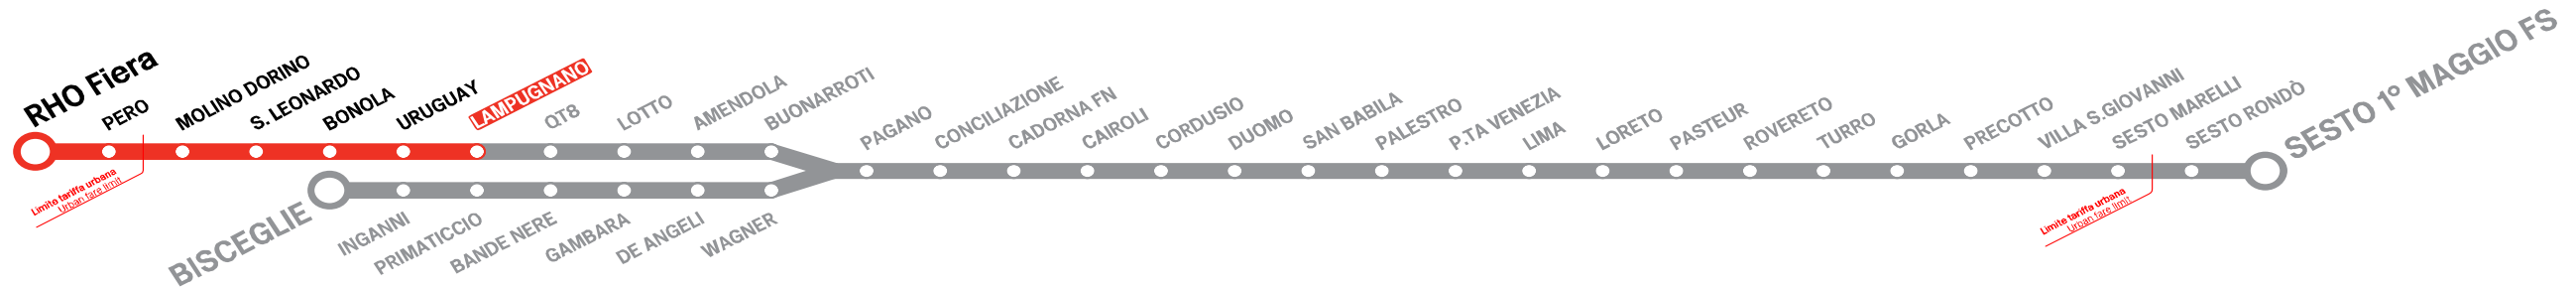 RHO Fiera
PERO
MOLINO DORINO
S. LEONARDO
BONOLA
URUGUAY
LAMPUGNANO
QT8
LOTTO
AMENDOLA
BUONARROTI
PAGANO
CONCILIAZIONE
CADORNA FN
CAIROLI
CORDUSIO
DUOMO
SAN BABILA
PALESTRO
P.TA VENEZIA
LIMA
LORETO
PASTEUR
ROVERETO
TURRO
GORLA
PRECOTTO
VILLA S.GIOVANNI
SESTO MARELLI
SESTO RONDÒ
SESTO 1° MAGGIO FS
Limite tariffa urbana
Urban fare limit
BISCEGLIE
INGANNI
PRIMATICCIO
BANDE NERE
GAMBARA
DE ANGELI
WAGNER
Limite tariffa urbana
Urban fare limit